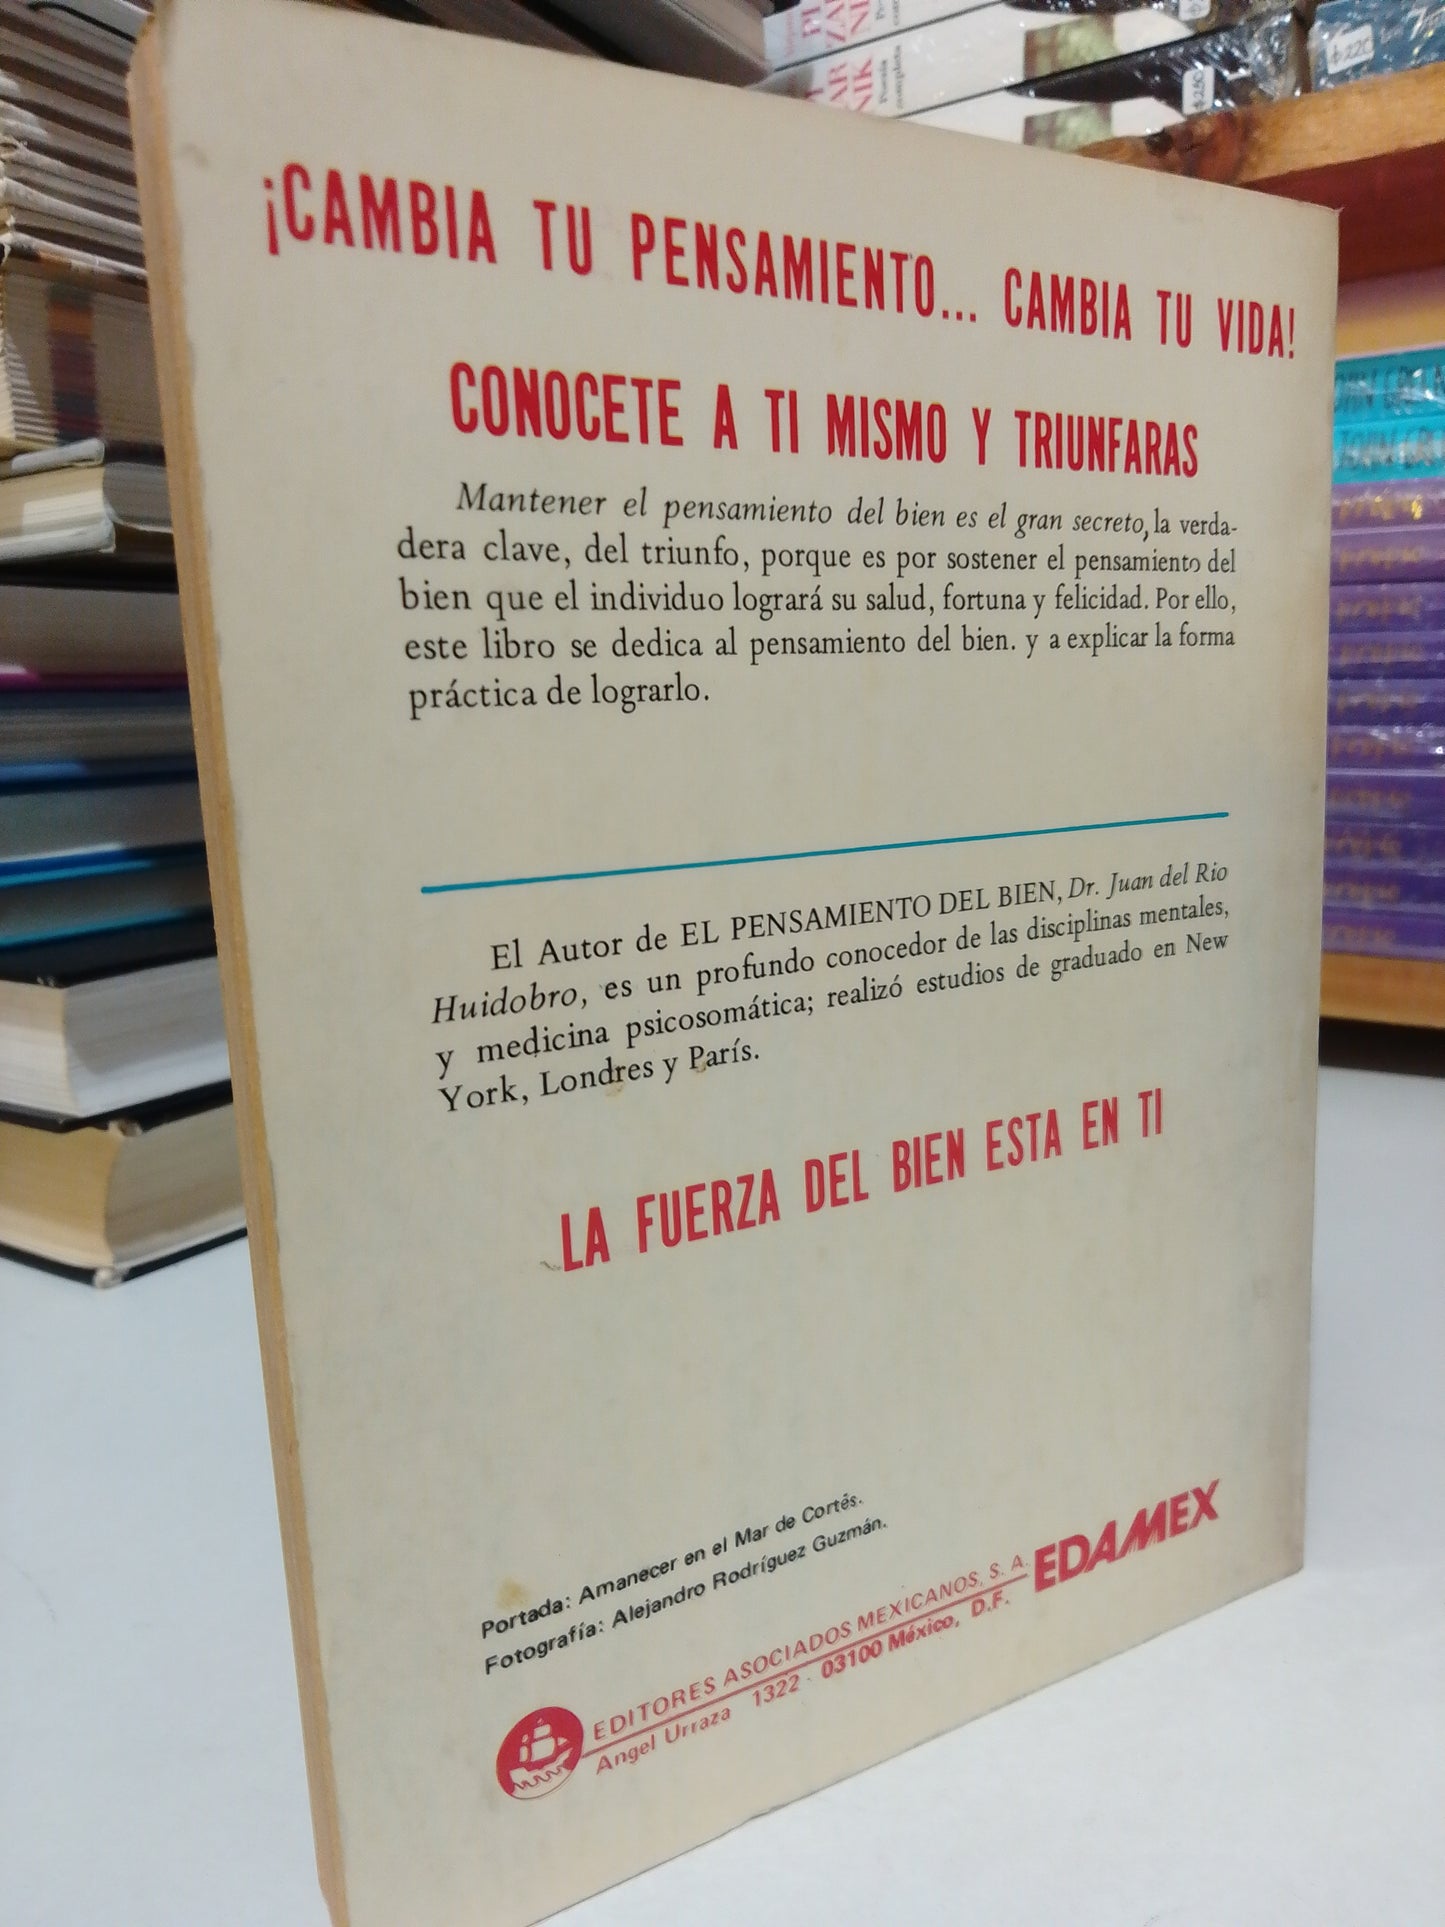 ¡CAMBIA TU PENSAMIENTO... CAMBIA TU VIDA!
CONOCETE A TI MISMO Y TRIUNFARAS
Mantener el pensamiento del bien es el gran secreto, la verda-
dera clave, del triunfo, porque es por sostener el pensamiento del
bien que el individuo logrará su salud, fortuna y felicidad. Por ello,
este libro se dedica al pensamiento del bien. y a explicar la forma
práctica de lograrlo.
El Autor de EL PENSAMIENTO DEL BIEN, Dr. Juan del Rio
Huidobro, es un profundo conocedor de las disciplinas mentales,
y medicina psicosomática; realizó estudios de graduado en New
York, Londres y París.
LA FUERZA DEL BIEN ESTA EN TI
Portada: Amanecer en el Mar de Cortés.
Fotografía: Alejandro Rodríguez Guzmán.
EDITORES ASOCIADOS MEXICANOS, S. A. EDAMEX
Angel Urraza 1322 - 03100 México, D.F.
Poesía
completa
$280
$220